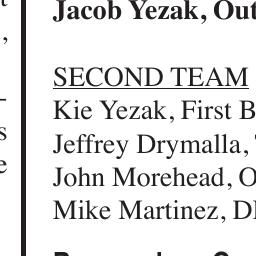 Jacob Yezak, Out
SECOND TEAM
Kie Yezak, First B
Jeffrey Drymalla,
John Morehead, O
Mike Martinez, D